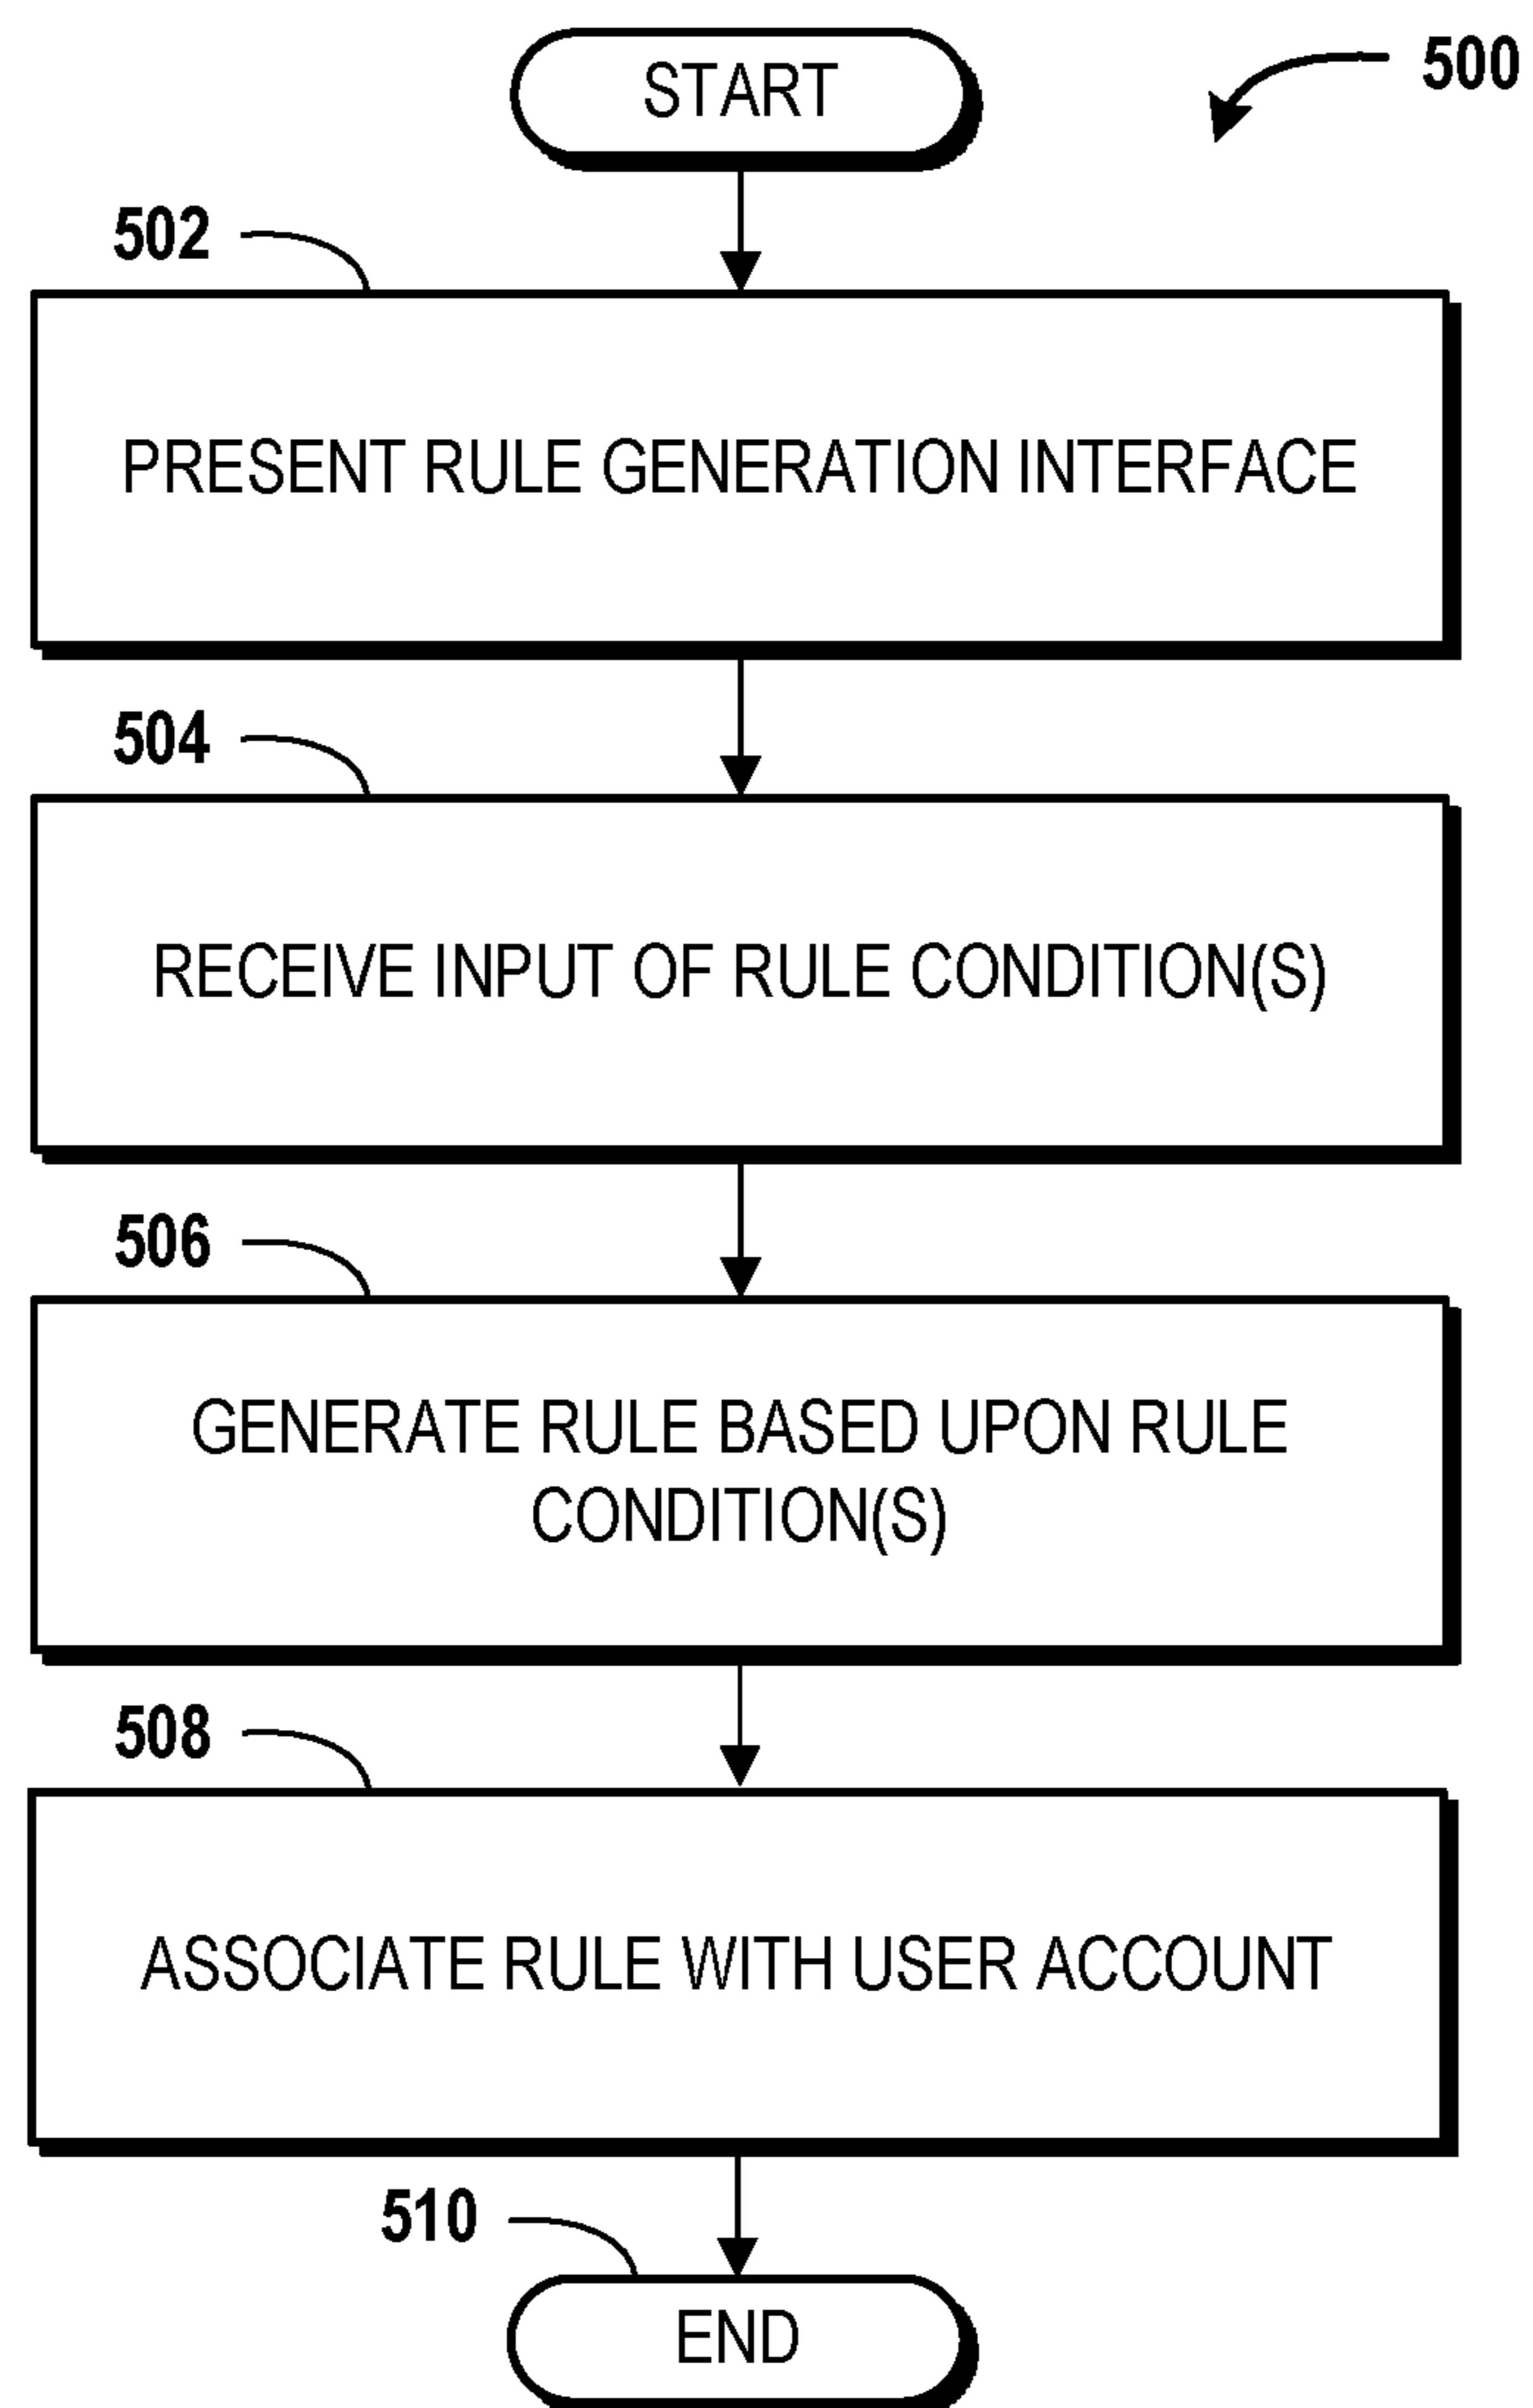 START
500
502
PRESENT RULE GENERATION INTERFACE
504
RECEIVE INPUT OF RULE CONDITION(S)
506
GENERATE RULE BASED UPON RULE
CONDITION(S)
508
ASSOCIATE RULE WITH USER ACCOUNT
510
END